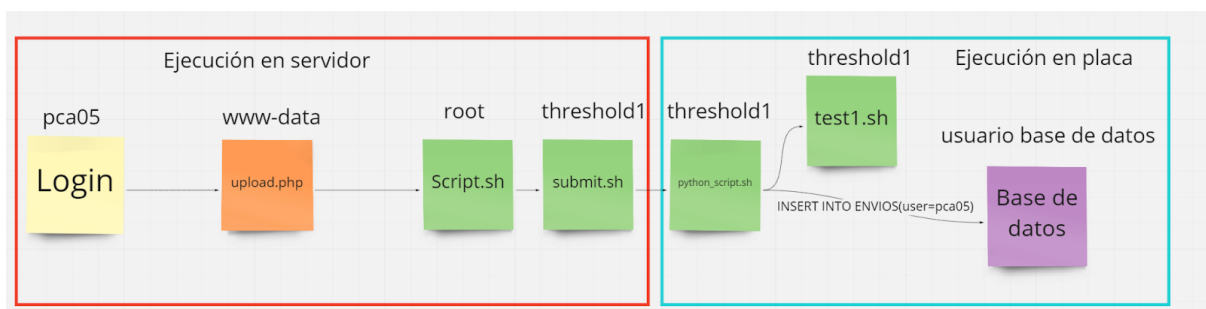 Ejecución en servidor
threshold1
Ejecución en placa
pca05
www-data
root
threshold1
threshold1
test1.sh
usuario base de datos
Login
upload.php
Script.sh
submit.sh
python_script.sh
INSERT INTO ENVIOS(user=pca05)
Base de
datos